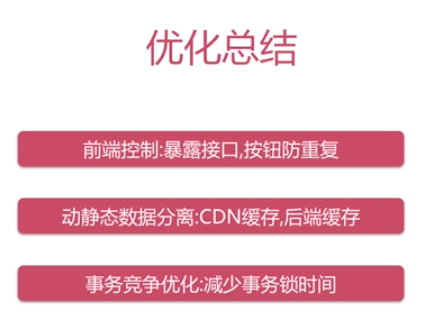 优化总结
前端控制:暴露接口,按钮防重复
动静态数据分离:CDN缓存,后端缓存
事务竞争优化:减少事务锁时间